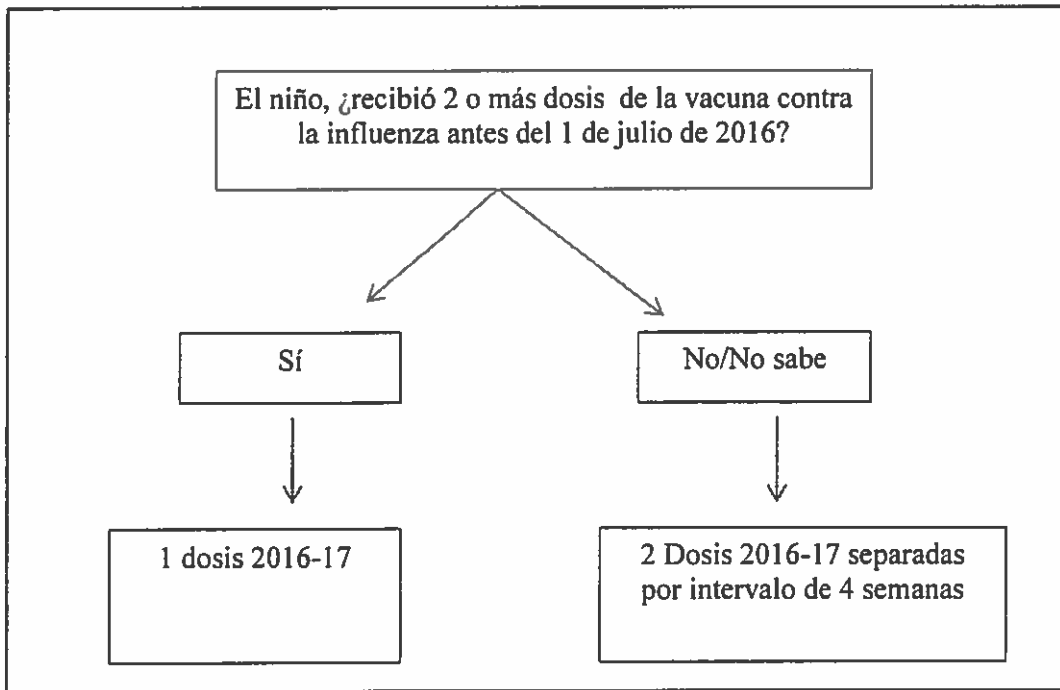 El niño, ¿recibió 2 o más dosis de la vacuna contra
la influenza antes del 1 de julio de 2016?
Sí
No/No sabe
1 dosis 2016-17
2 Dosis 2016-17 separadas
por intervalo de 4 semanas